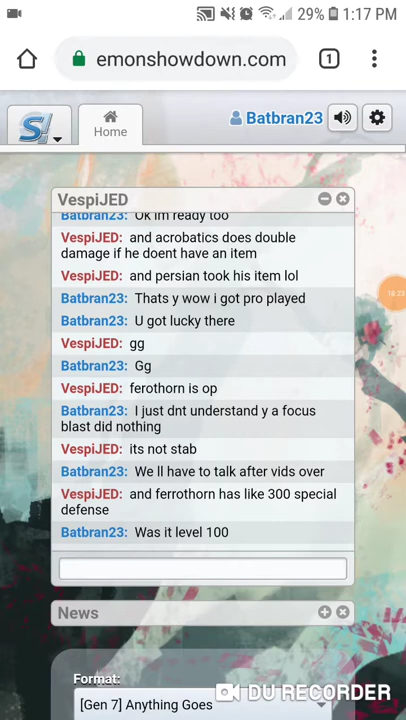 29% 1:17 PM
emonshowdown.com 1
S!
Home
Batbran23
VespiJED
Batbran23: Ok Im ready too
VespiJED: and acrobatics does double
damage if he doent have an item
VespiJED: and persian took his item lol
Batbran23: Thats y wow i got pro played
Batbran23: U got lucky there
VespiJED: gg
Batbran23: Gg
VespiJED: ferothorn is op
Batbran23: I just dnt understand y a focus
blast did nothing
VespiJED: its not stab
Batbran23: We ll have to talk after vids over
VespiJED: and ferrothorn has like 300 special
defense
Batbran23: Was it level 100
News
Format:
[Gen 7] Anything Goes
DU RECORDER